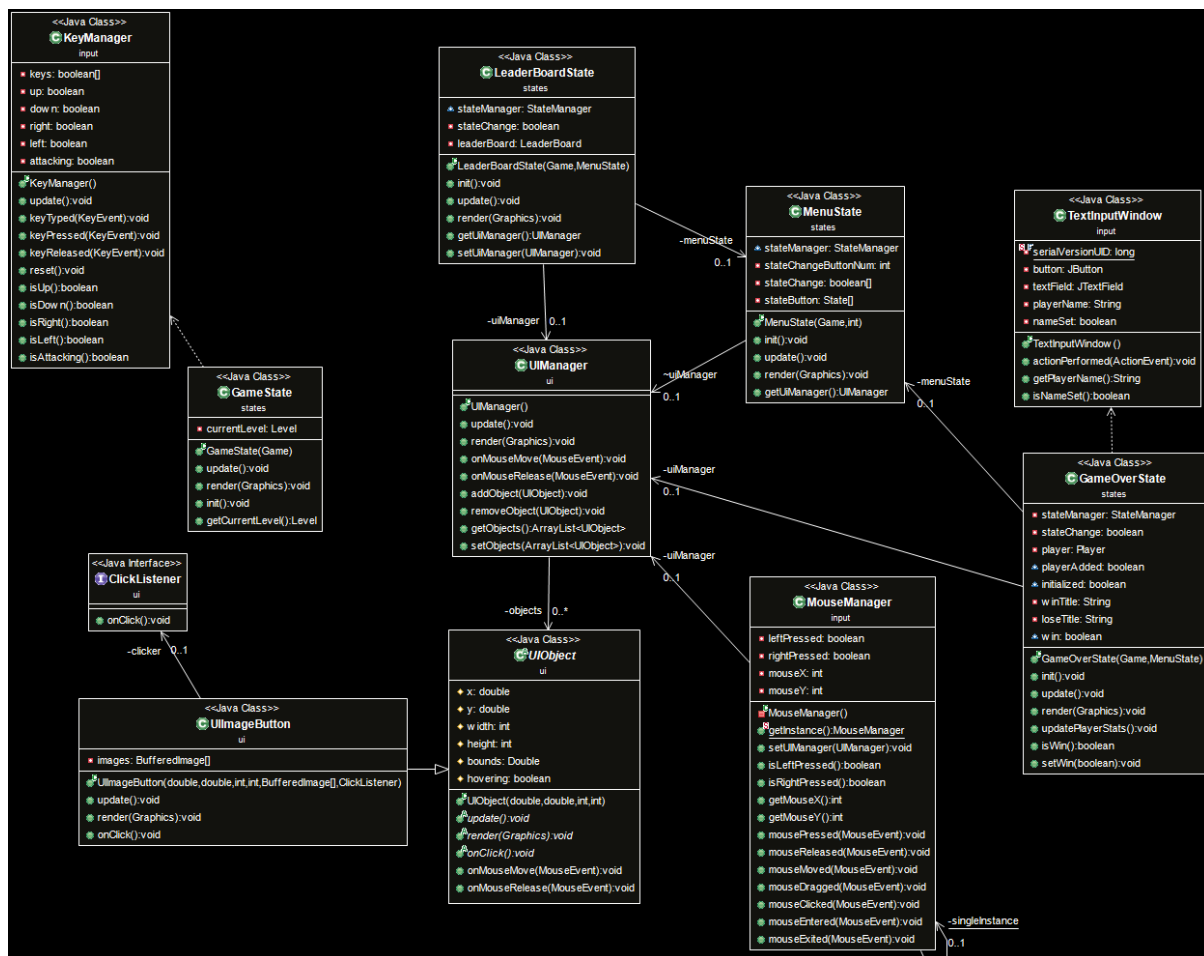 <<Java Class>>
KeyManager
input
keys: boolean[]
up: boolean
down: boolean
right: boolean
left: boolean
attacking: boolean
KeyManager()
update():void
keyTyped(KeyEvent):void
keyPressed(KeyEvent):void
keyReleased(KeyEvent):void
reset():void
isUp():boolean
isDown():boolean
isRight():boolean
isLeft():boolean
isAttacking():boolean
<<Java Class>>
LeaderBoardState
states
stateManager: StateManager
stateChange: boolean
leaderBoard: LeaderBoard
LeaderBoardState(Game,MenuState)
init():void
update():void
render(Graphics):void
getUiManager():UIManager
setUiManager(UIManager):void
-menuState
0..1
-uiManager
0..1
<<Java Class>>
MenuState
states
stateManager: StateManager
stateChangeButtonNum: int
stateChange: boolean[]
stateButton: State[]
MenuState(Game,int)
init():void
update():void
render(Graphics):void
getUiManager():UIManager
<<Java Class>>
TextInputWindow
input
serialVersionUID: long
button: JButton
textField: JTextField
playerName: String
nameSet: boolean
TextInputWindow()
actionPerformed(ActionEvent):void
getPlayerName():String
isNameSet():boolean
<<Java Class>>
GameState
states
currentLevel: Level
GameState(Game)
update():void
render(Graphics):void
init():void
getCurrentLevel():Level
<<Java Class>>
UIManager
ui
UIManager()
update():void
render(Graphics):void
onMouseMove(MouseEvent):void
onMouseRelease(MouseEvent):void
addObject(UIObject):void
removeObject(UIObject):void
getObjects():ArrayList<UIObject>
setObjects(ArrayList<UIObject>):void
~uiManager
0..1
-menuState
0..1
-uiManager
0..1
-uiManager
0..1
<<Java Class>>
GameOverState
states
stateManager: StateManager
stateChange: boolean
player: Player
playerAdded: boolean
initialized: boolean
winTitle: String
loseTitle: String
win: boolean
GameOverState(Game,MenuState)
init():void
update():void
render(Graphics):void
updatePlayerStats():void
isWin():boolean
setWin(boolean):void
<<Java Interface>>
ClickListener
ui
onClick():void
-clicker
0..1
-objects
0..*
<<Java Class>>
UIImageButton
ui
images: BufferedImage[]
UIImageButton(double,double,int,int,BufferedImage[],ClickListener)
update():void
render(Graphics):void
onClick():void
<<Java Class>>
UIObject
ui
x: double
y: double
width: int
height: int
bounds: Double
hovering: boolean
UIObject(double,double,int,int)
update():void
render(Graphics):void
onClick():void
onMouseMove(MouseEvent):void
onMouseRelease(MouseEvent):void
<<Java Class>>
MouseManager
input
leftPressed: boolean
rightPressed: boolean
mouseX: int
mouseY: int
MouseManager()
getInstance():MouseManager
setUIManager(UIManager):void
isLeftPressed():boolean
isRightPressed():boolean
getMouseX():int
getMouseY():int
mousePressed(MouseEvent):void
mouseReleased(MouseEvent):void
mouseMoved(MouseEvent):void
mouseDragged(MouseEvent):void
mouseClicked(MouseEvent):void
mouseEntered(MouseEvent):void
mouseExited(MouseEvent):void
-singleInstance
0..1